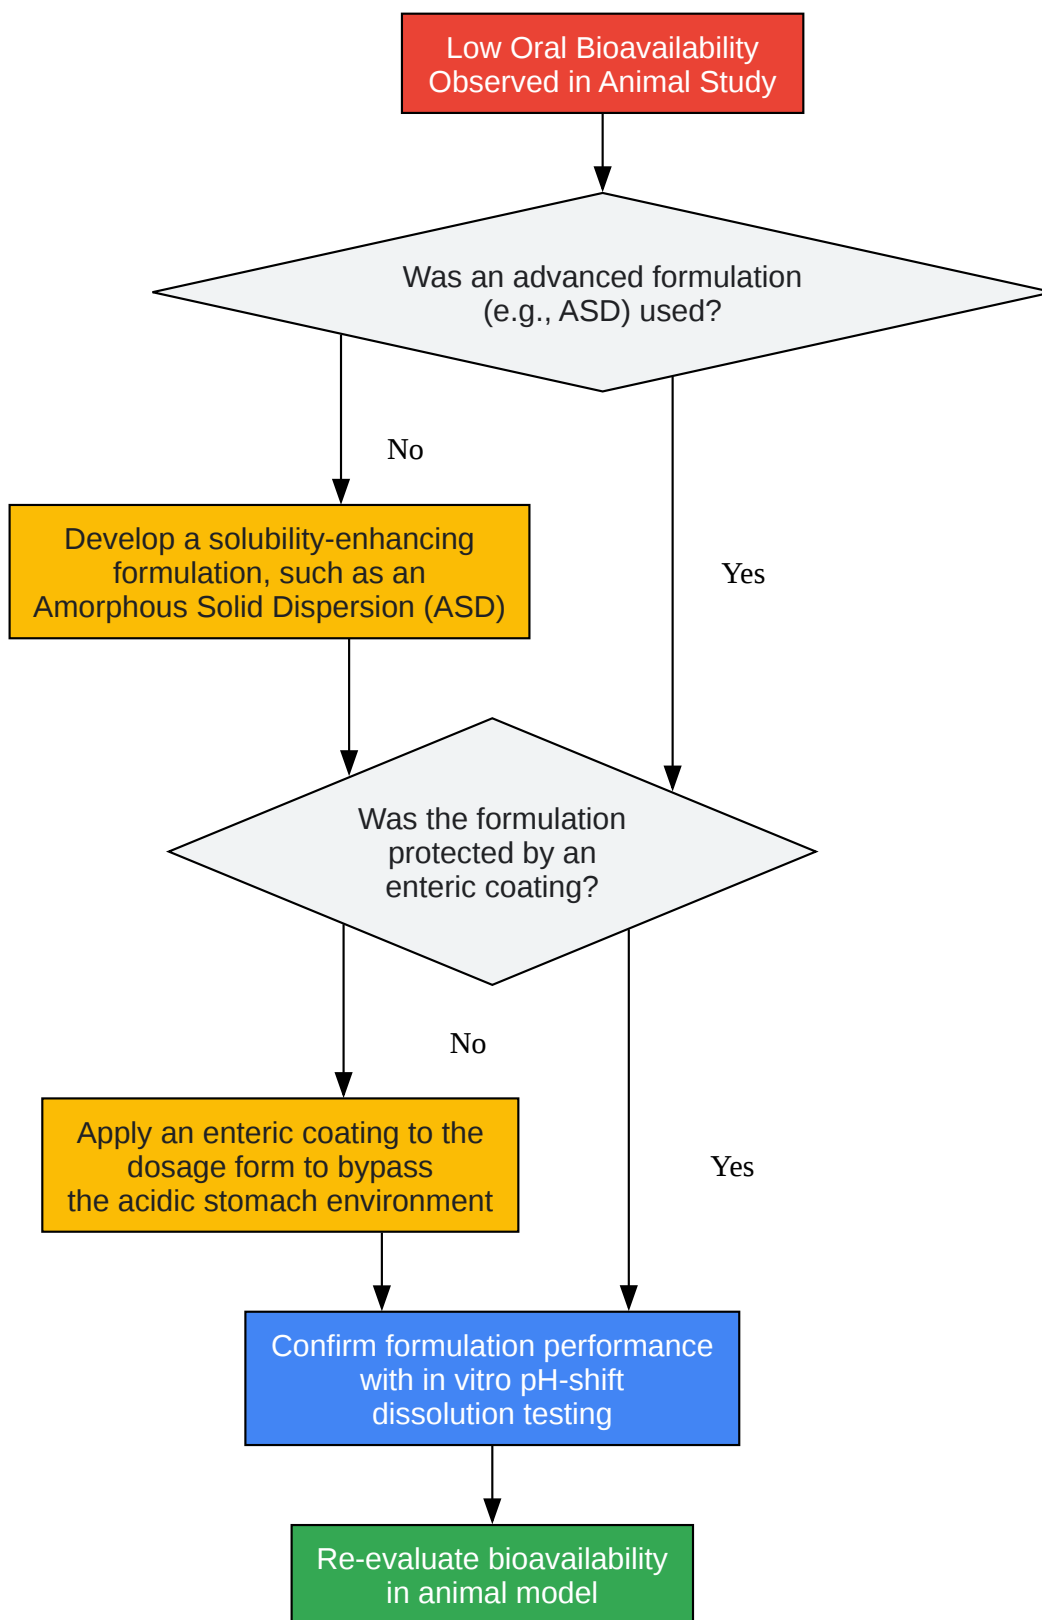 Low Oral Bioavailability
Observed in Animal Study
Was an advanced formulation
(e.g., ASD) used?
No
Develop a solubility-enhancing
formulation, such as an
Amorphous Solid Dispersion (ASD)
Yes
Was the formulation
protected by an
enteric coating?
No
Apply an enteric coating to the
dosage form to bypass
the acidic stomach environment
Yes
Confirm formulation performance
with in vitro pH-shift
dissolution testing
Re-evaluate bioavailability
in animal model